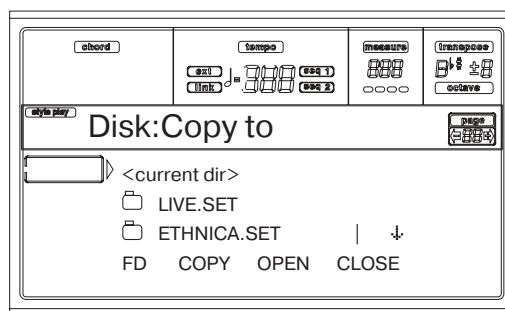 chord tempo measure transpose
ext seq 1
link seq 2 octave
style play Disk:Copy to page
<current dir>
LIVE.SET
ETHNICA.SET
FD COPY OPEN CLOSE